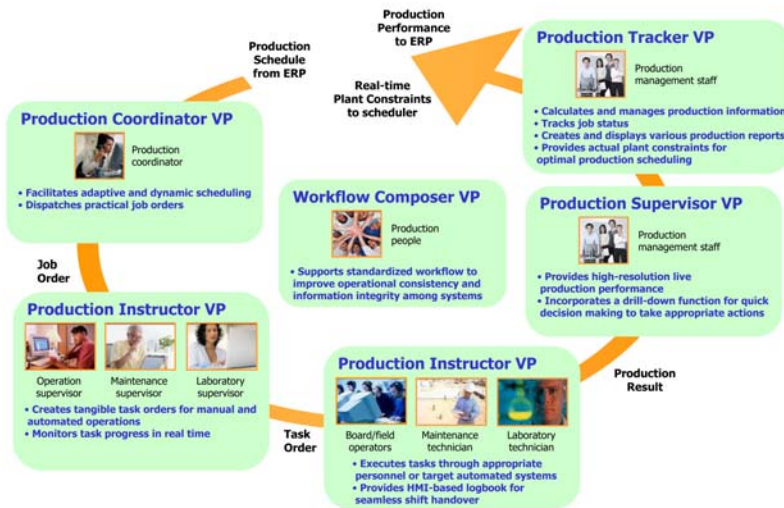 Production
Schedule
from ERP
Production
Performance
to ERP
Real-time
Plant Constraints
to scheduler
Production Tracker VP
Production
management staff
• Calculates and manages production information
• Tracks job status
• Creates and displays various production reports
• Provides actual plant constraints for
optimal production scheduling
Production Coordinator VP
Production
coordinator
• Facilitates adaptive and dynamic scheduling
• Dispatches practical job orders
Workflow Composer VP
Production
people
• Supports standardized workflow to
improve operational consistency and
information integrity among systems
Production Supervisor VP
Production
management staff
• Provides high-resolution live
production performance
• Incorporates a drill-down function for quick
decision making to take appropriate actions
Job
Order
Production Instructor VP
Operation
supervisor
Maintenance
supervisor
Laboratory
supervisor
• Creates tangible task orders for manual and
automated operations
• Monitors task progress in real time
Task
Order
Production Instructor VP
Board/field
operators
Maintenance
technician
Laboratory
technician
• Executes tasks through appropriate
personnel or target automated systems
• Provides HMI-based logbook for
seamless shift handover
Production
Result